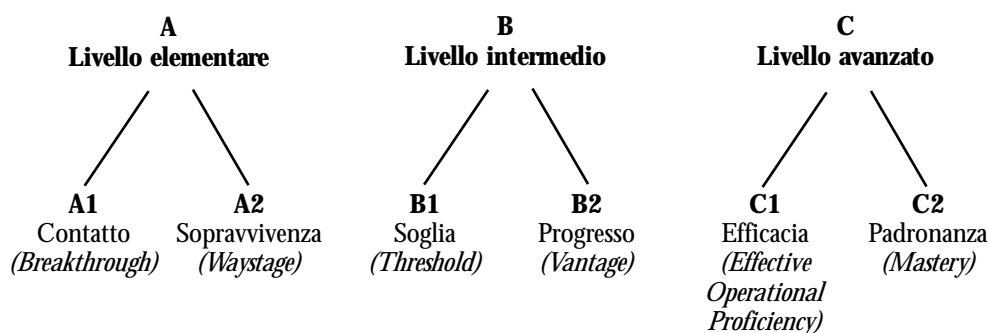 A
Livello elementare
B
Livello intermedio
C
Livello avanzato
A1
Contatto
(Breakthrough)
A2
Sopravvivenza
(Waystage)
B1
Soglia
(Threshold)
B2
Progresso
(Vantage)
C1
Efficacia
(Effective
Operational
Proficiency)
C2
Padronanza
(Mastery)